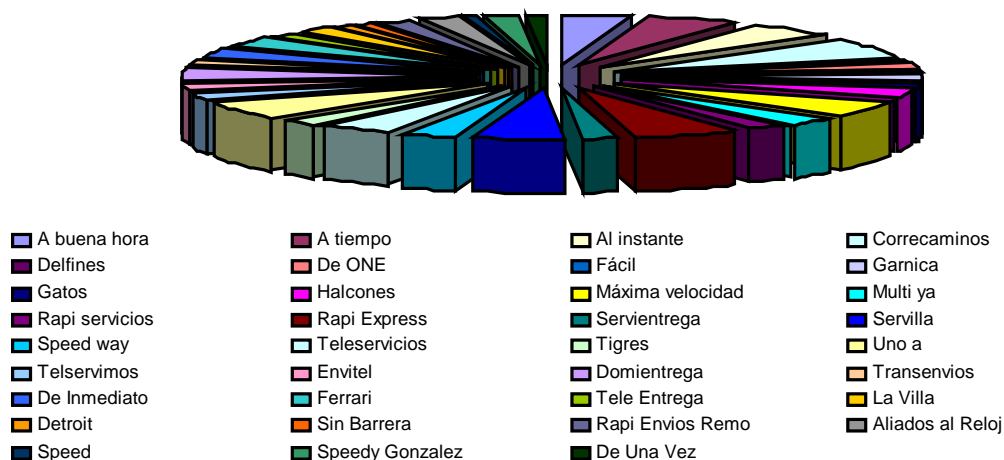 A buena hora A tiempo Al instante Correcaminos
Delfines De ONE Fácil Garnica
Gatos Halcones Máxima velocidad Multi ya
Rapi servicios Rapi Express Servientrega Servilla
Speed way Teleservicios Tigres Uno a
Telservimos Envitel Domientrega Transenvios
De Inmediato Ferrari Tele Entrega La Villa
Detroit Sin Barrera Rapi Envios Remo Aliados al Reloj
Speed Speedy Gonzalez De Una Vez